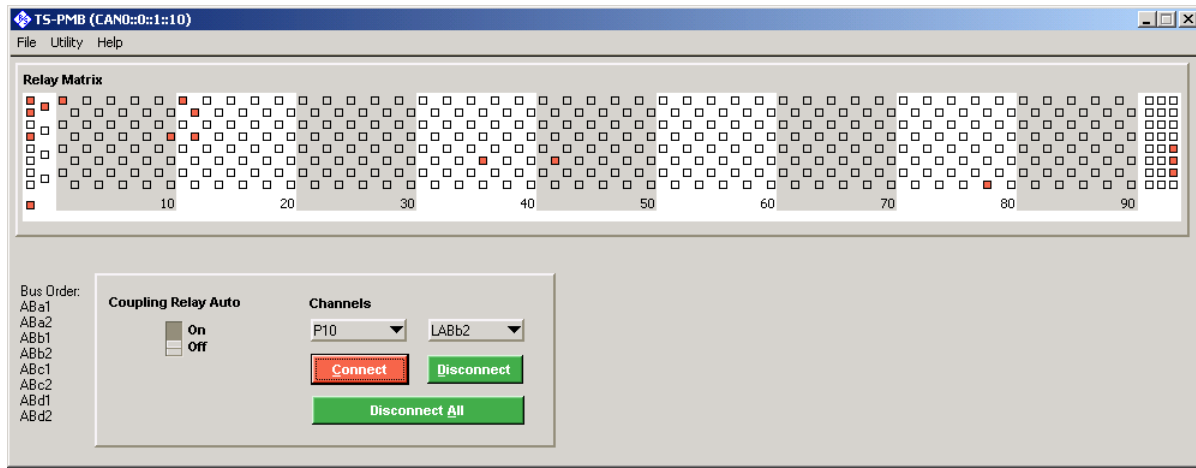 TS-PMB (CAN0::0::1::10)
File Utility Help
Relay Matrix
10 20 30 40 50 60 70 80 90
Bus Order:
ABa1
ABa2
ABb1
ABb2
ABc1
ABc2
ABd1
ABd2
Coupling Relay Auto
On
Off
Channels
P10 LABb2
Connect Disconnect
Disconnect All